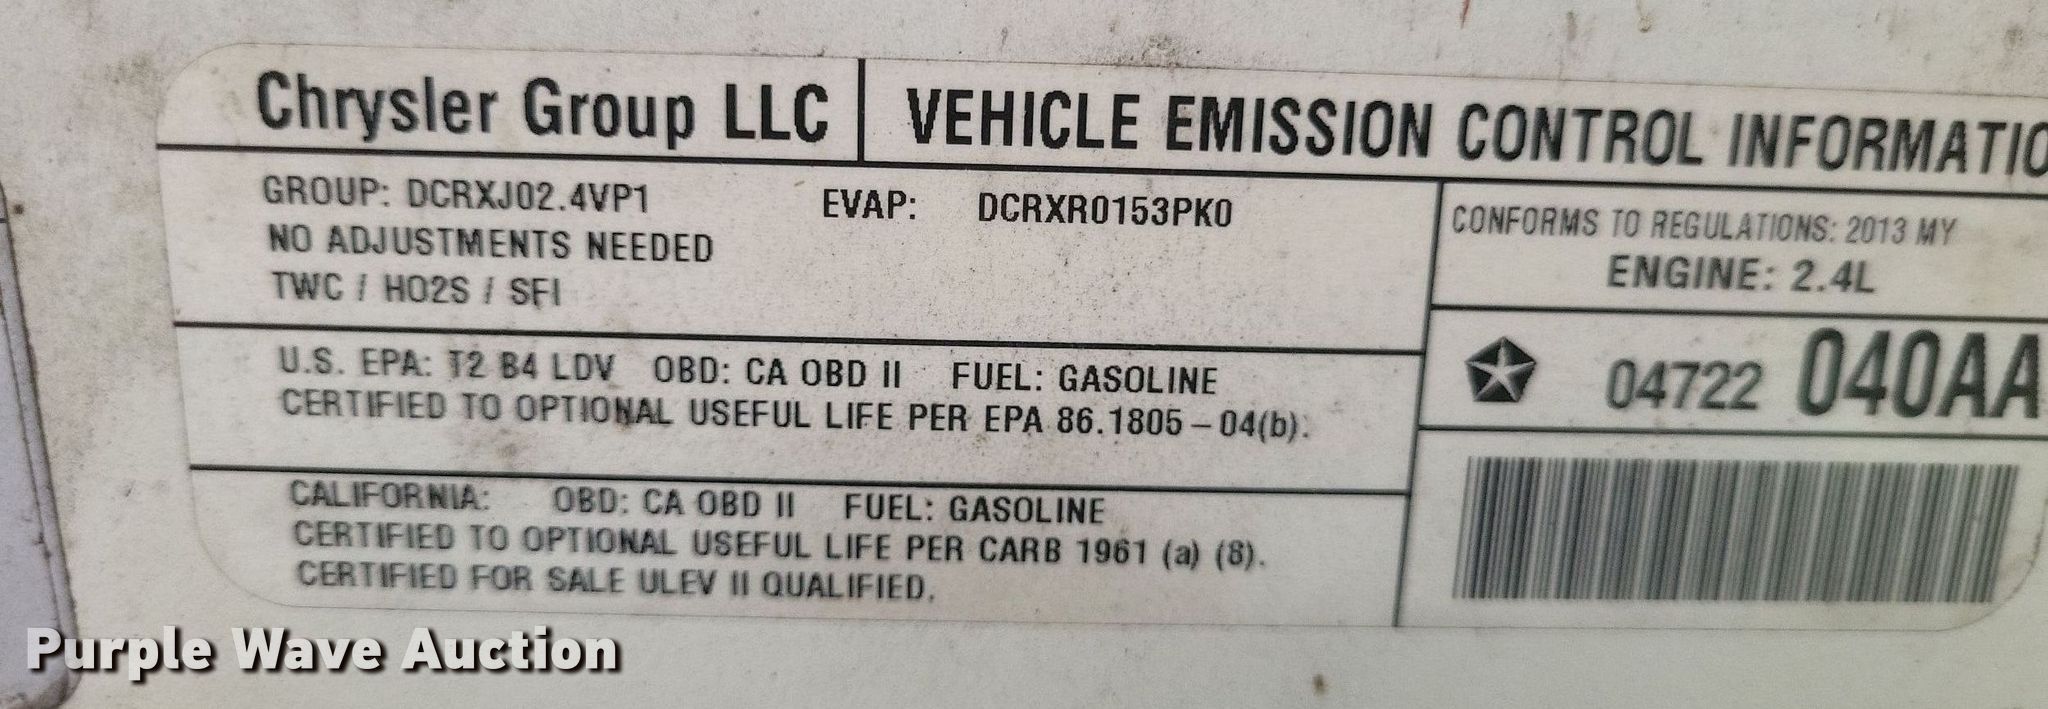 Chrysler Group LLC VEHICLE EMISSION CONTROL INFORMATIO
GROUP: DCRXJ02.4VP1 EVAP: DCRXR0153PK0
NO ADJUSTMENTS NEEDED
TWC / HO2S / SFI
CONFORMS TO REGULATIONS: 2013 MY
ENGINE: 2.4L
U.S. EPA: T2 B4 LDV OBD: CA OBD II FUEL: GASOLINE
CERTIFIED TO OPTIONAL USEFUL LIFE PER EPA 86.1805-04(b).
04722 040AA
CALIFORNIA: OBD: CA OBD II FUEL: GASOLINE
CERTIFIED TO OPTIONAL USEFUL LIFE PER CARB 1961 (a) (8).
CERTIFIED FOR SALE ULEV II QUALIFIED.
Purple Wave Auction